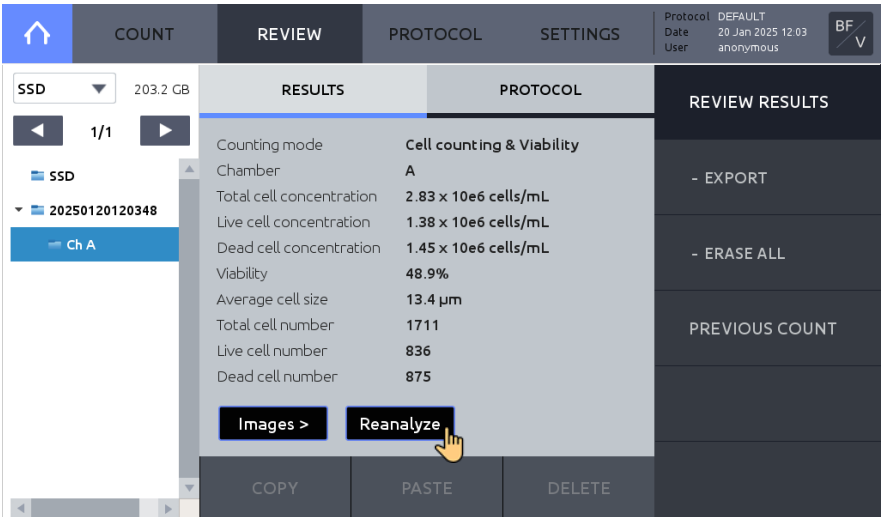 COUNT REVIEW PROTOCOL SETTINGS
Protocol DEFAULT
Date 20 Jan 2025 12:03
User anonymous
BF/V
SSD 203.2 GB
1/1
SSD
20250120120348
Ch A
RESULTS PROTOCOL
Counting mode Cell counting & Viability
Chamber A
Total cell concentration 2.83 x 10e6 cells/mL
Live cell concentration 1.38 x 10e6 cells/mL
Dead cell concentration 1.45 x 10e6 cells/mL
Viability 48.9%
Average cell size 13.4 μm
Total cell number 1711
Live cell number 836
Dead cell number 875
Images > Reanalyze
COPY PASTE DELETE
REVIEW RESULTS
- EXPORT
- ERASE ALL
PREVIOUS COUNT